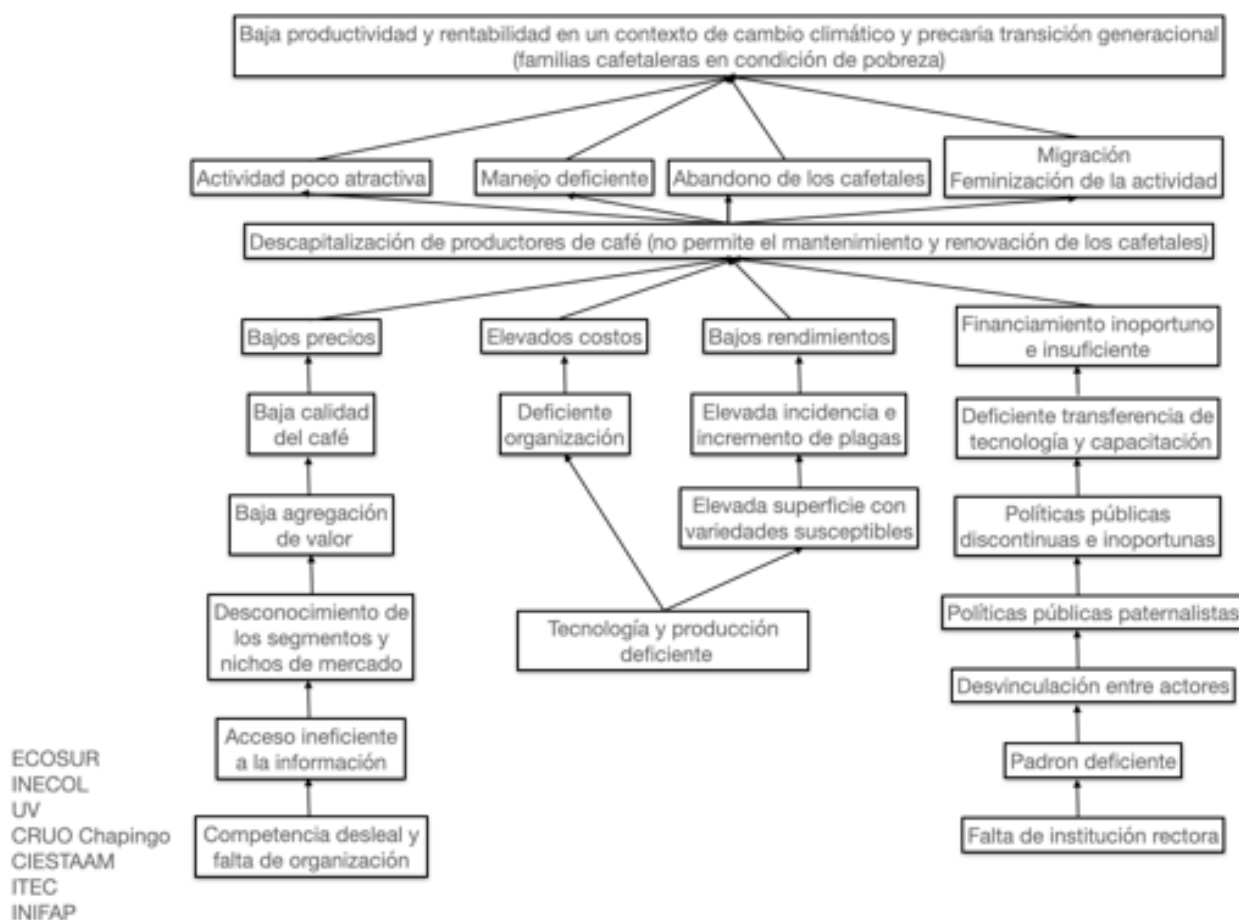 Baja productividad y rentabilidad en un contexto de cambio climático y precaria transición generacional
(familias cafetaleras en condición de pobreza)
Actividad poco atractiva
Manejo deficiente
Abandono de los cafetales
Migración
Feminización de la actividad
Descapitalización de productores de café (no permite el mantenimiento y renovación de los cafetales)
Bajos precios
Elevados costos
Bajos rendimientos
Financiamiento inoportuno
e insuficiente
Baja calidad
del café
Deficiente
organización
Elevada incidencia e
incremento de plagas
Deficiente transferencia de
tecnología y capacitación
Baja agregación
de valor
Elevada superficie con
variedades susceptibles
Políticas públicas
discontinuas e inoportunas
Desconocimiento de
los segmentos y
nichos de mercado
Tecnología y producción
deficiente
Políticas públicas paternalistas
Desvinculación entre actores
Acceso ineficiente
a la información
Padron deficiente
Competencia desleal y
falta de organización
Falta de institución rectora
ECOSUR
INECOL
UV
CRUO Chapingo
CIESTAAM
ITEC
INIFAP